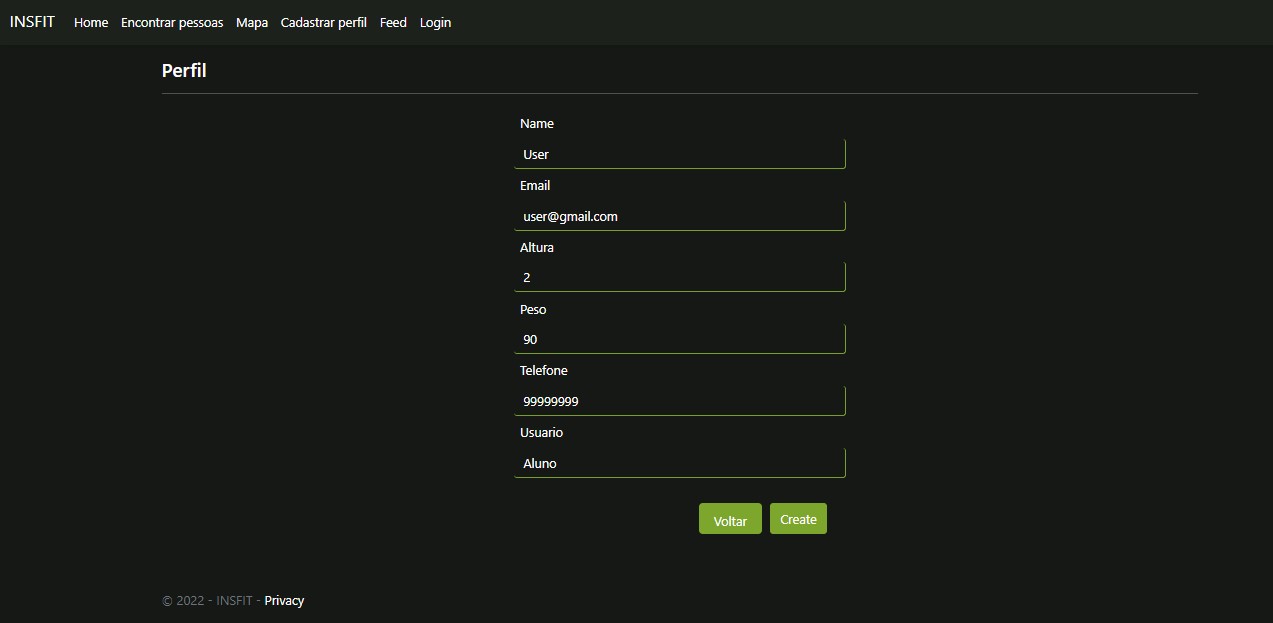 INSFIT Home Encontrar pessoas Mapa Cadastrar perfil Feed Login
Perfil
Name
User
Email
user@gmail.com
Altura
2
Peso
90
Telefone
99999999
Usuario
Aluno
Voltar Create
© 2022 - INSFIT - Privacy